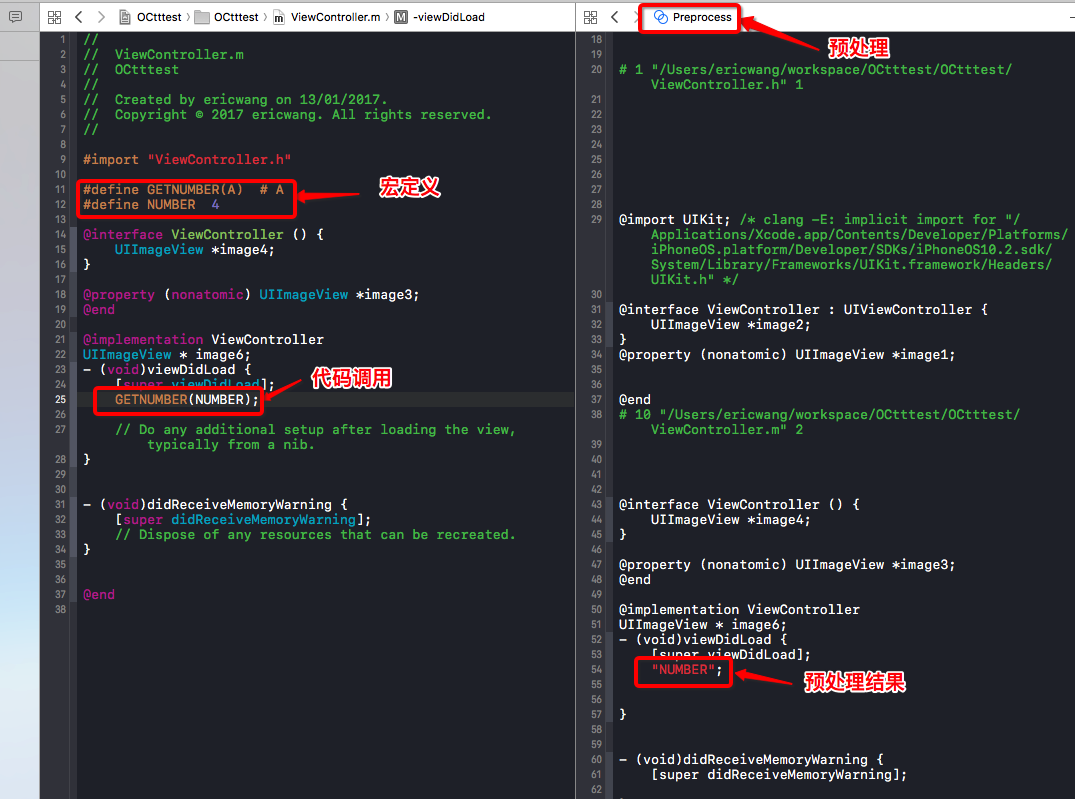 OCtttest › OCtttest › m ViewController.m › M -viewDidLoad
1 //
2 //  ViewController.m
3 //  OCtttest
4 //
5 //  Created by ericwang on 13/01/2017.
6 //  Copyright © 2017 ericwang. All rights reserved.
7 //
8
9 #import "ViewController.h"
10
11 #define GETNUMBER(A)  # A
宏定义
12 #define NUMBER  4
13
14 @interface ViewController () {
15     UIImageView *image4;
16 }
17
18 @property (nonatomic) UIImageView *image3;
19 @end
20
21 @implementation ViewController
22 UIImageView * image6;
23 - (void)viewDidLoad {
24     [super viewDidLoad];
代码调用
25     GETNUMBER(NUMBER);
26
27     // Do any additional setup after loading the view,
typically from a nib.
28 }
29
30
31 - (void)didReceiveMemoryWarning {
32     [super didReceiveMemoryWarning];
33     // Dispose of any resources that can be recreated.
34 }
35
36
37 @end
38
Preprocess
预处理
18
19
20 # 1 "/Users/ericwang/workspace/OCtttest/OCtttest/
ViewController.h" 1
21
22
23
24
25
26
27
28
29 @import UIKit; /* clang -E: implicit import for "/
Applications/Xcode.app/Contents/Developer/Platforms/
iPhoneOS.platform/Developer/SDKs/iPhoneOS10.2.sdk/
System/Library/Frameworks/UIKit.framework/Headers/
UIKit.h" */
30
31 @interface ViewController : UIViewController {
32     UIImageView *image2;
33 }
34 @property (nonatomic) UIImageView *image1;
35
36
37 @end
38 # 10 "/Users/ericwang/workspace/OCtttest/OCtttest/
ViewController.m" 2
39
40
41
42
43 @interface ViewController () {
44     UIImageView *image4;
45 }
46
47 @property (nonatomic) UIImageView *image3;
48 @end
49
50 @implementation ViewController
51 UIImageView * image6;
52 - (void)viewDidLoad {
53     [super viewDidLoad];
54     "NUMBER";
预处理结果
55
56
57 }
58
59
60 - (void)didReceiveMemoryWarning {
61     [super didReceiveMemoryWarning];
62